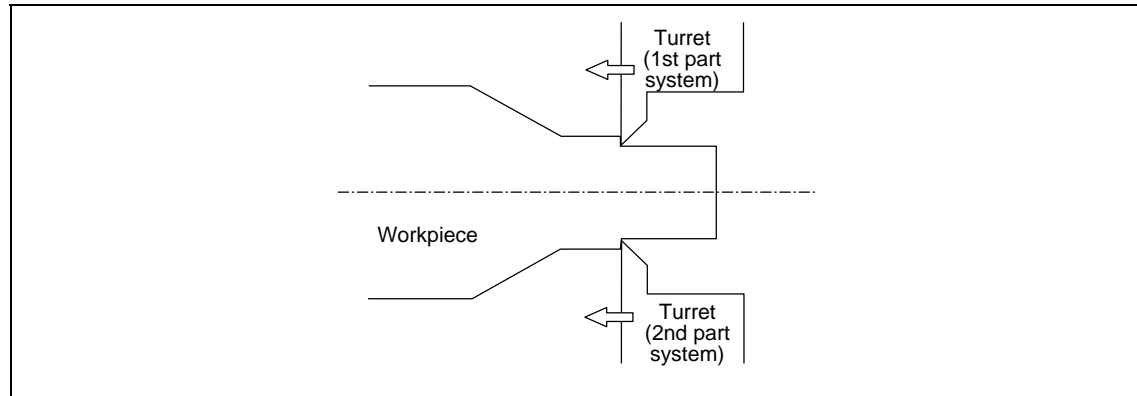 Turret
(1st part
system)
Workpiece
Turret
(2nd part
system)